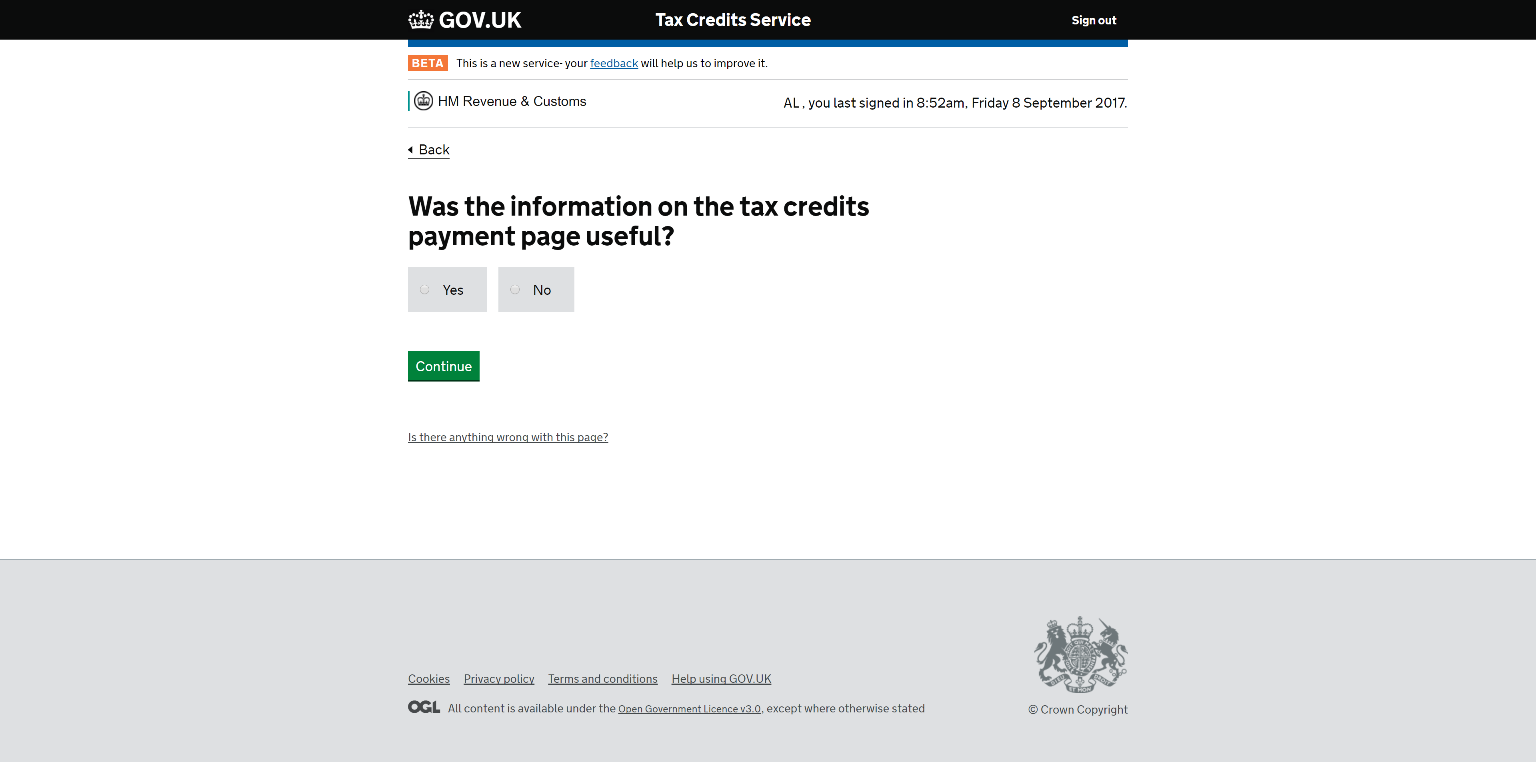 GOV.UK Tax Credits Service Sign out
BETA This is a new service- your feedback will help us to improve it.
HM Revenue & Customs AL , you last signed in 8:52am, Friday 8 September 2017.
Back
Was the information on the tax credits
payment page useful?
Yes No
Continue
Is there anything wrong with this page?
Cookies Privacy policy Terms and conditions Help using GOV.UK
OGL All content is available under the Open Government Licence v3.0, except where otherwise stated
© Crown Copyright